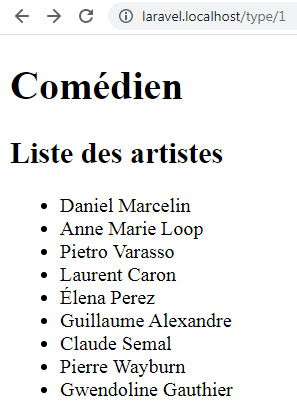 laravel.localhost/type/1
Comédien
Liste des artistes
Daniel Marcelin
Anne Marie Loop
Pietro Varasso
Laurent Caron
Élena Perez
Guillaume Alexandre
Claude Semal
Pierre Wayburn
Gwendoline Gauthier